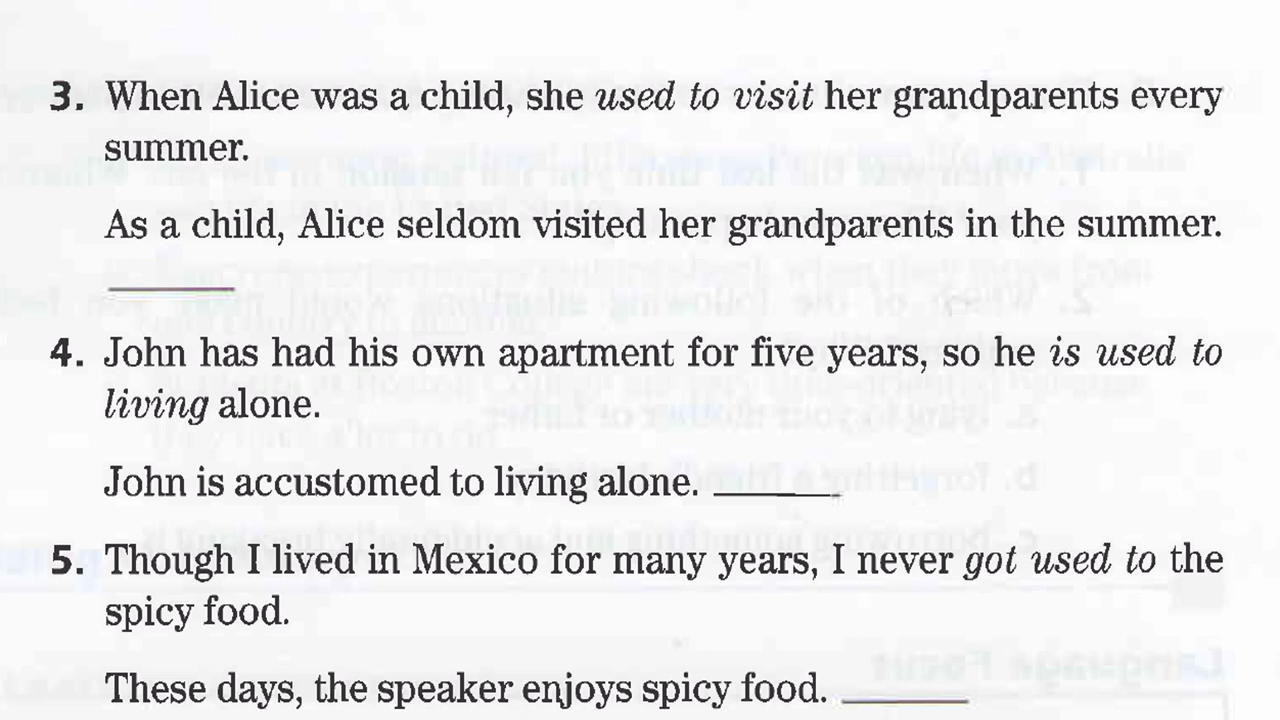 3. When Alice was a child, she used to visit her grandparents every
summer.
As a child, Alice seldom visited her grandparents in the summer.
4. John has had his own apartment for five years, so he is used to
living alone.
John is accustomed to living alone.
5. Though I lived in Mexico for many years, I never got used to the
spicy food.
These days, the speaker enjoys spicy food.